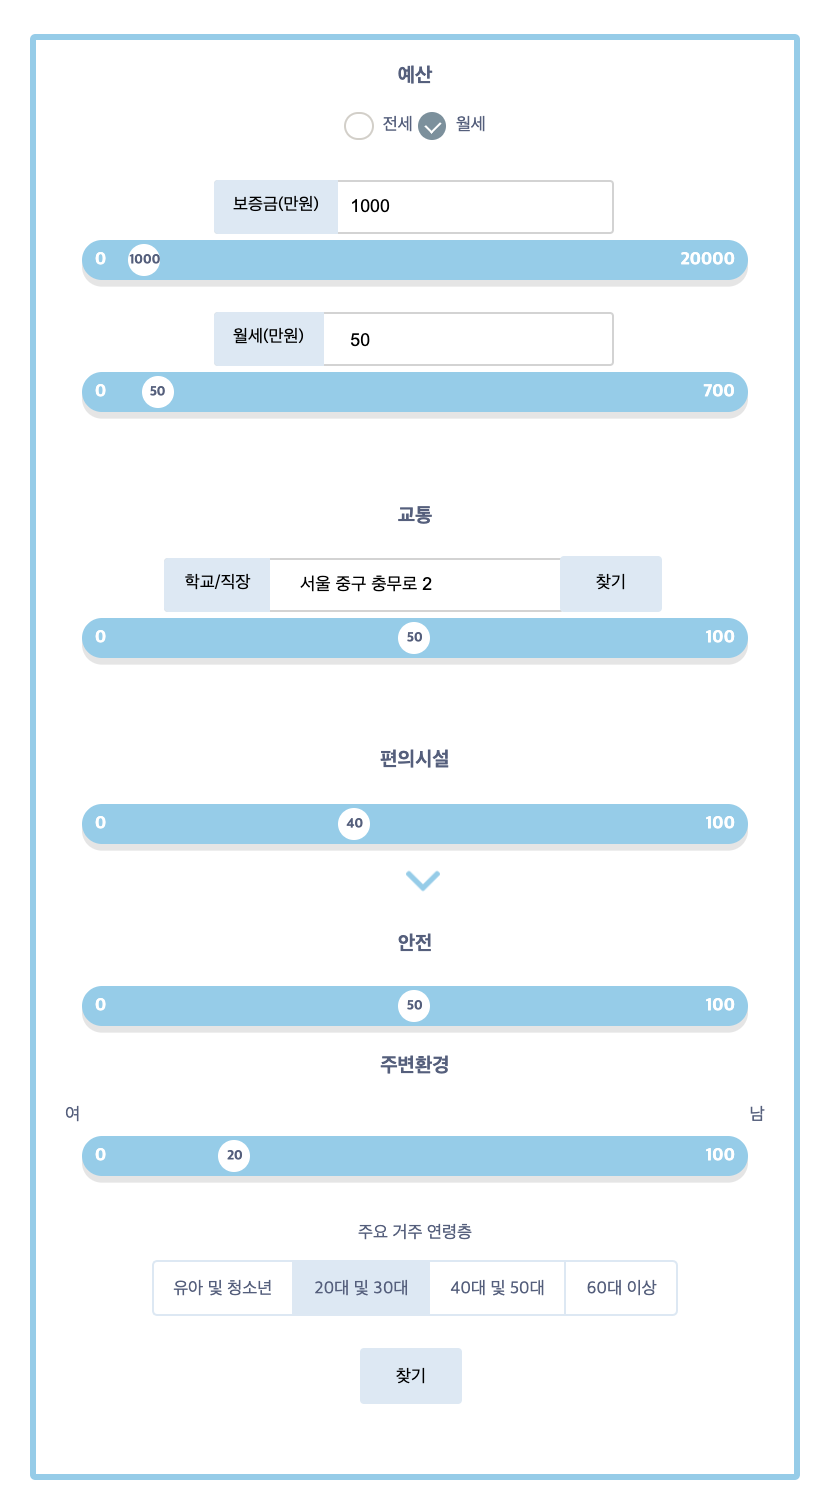 예산
전세 월세
보증금(만원) 1000
0 1000 20000
월세(만원) 50
0 50 700
교통
학교/직장 서울 중구 충무로 2 찾기
0 50 100
편의시설
0 40 100
안전
0 50 100
주변환경
여 남
0 20 100
주요 거주 연령층
유아 및 청소년 20대 및 30대 40대 및 50대 60대 이상
찾기